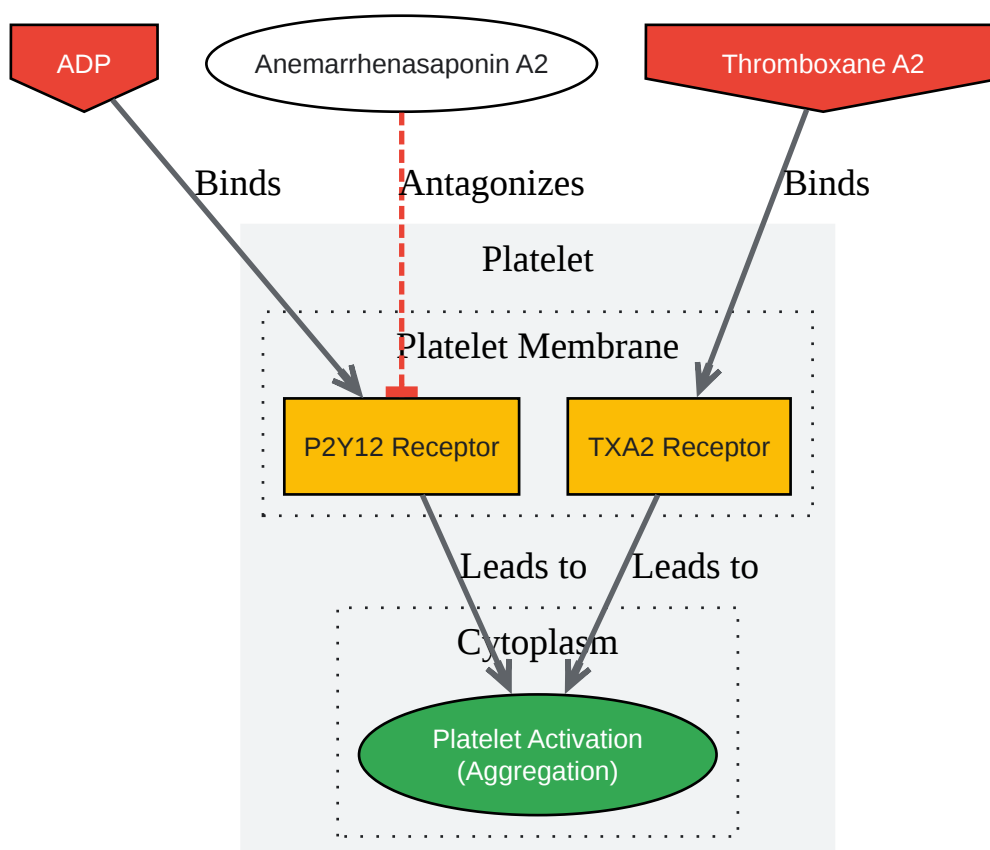 ADP
Anemarrhenasaponin A2
Thromboxane A2
Binds
Antagonizes
Binds
Platelet
Platelet Membrane
P2Y12 Receptor
TXA2 Receptor
Leads to
Leads to
Cytoplasm
Platelet Activation
(Aggregation)